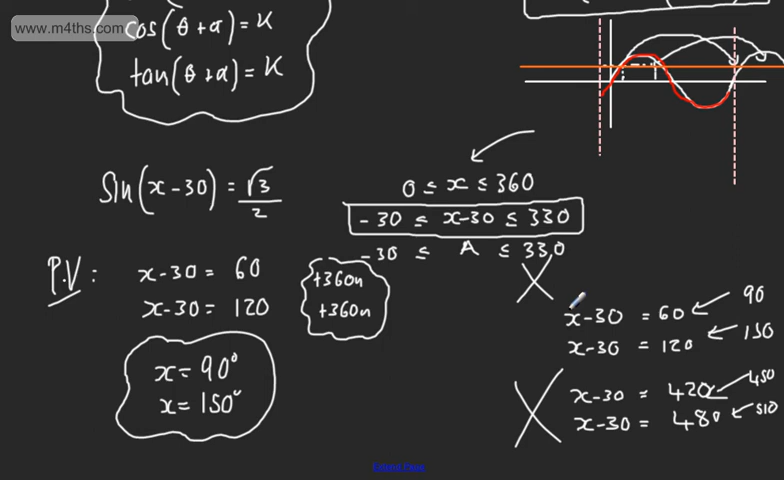 www.m4ths.com
cos(θ+α)=K
tan(θ+α)=K
Sin(x-30) = √3/2
0 ≤ x ≤ 360
-30 ≤ x-30 ≤ 330
-30 ≤ A ≤ 330
P.V: x-30 = 60 +360n
x-30 = 120 +360n
x = 90°
x = 150°
x-30 = 60 90
x-30 = 120 150
x-30 = 420 450
x-30 = 480 510